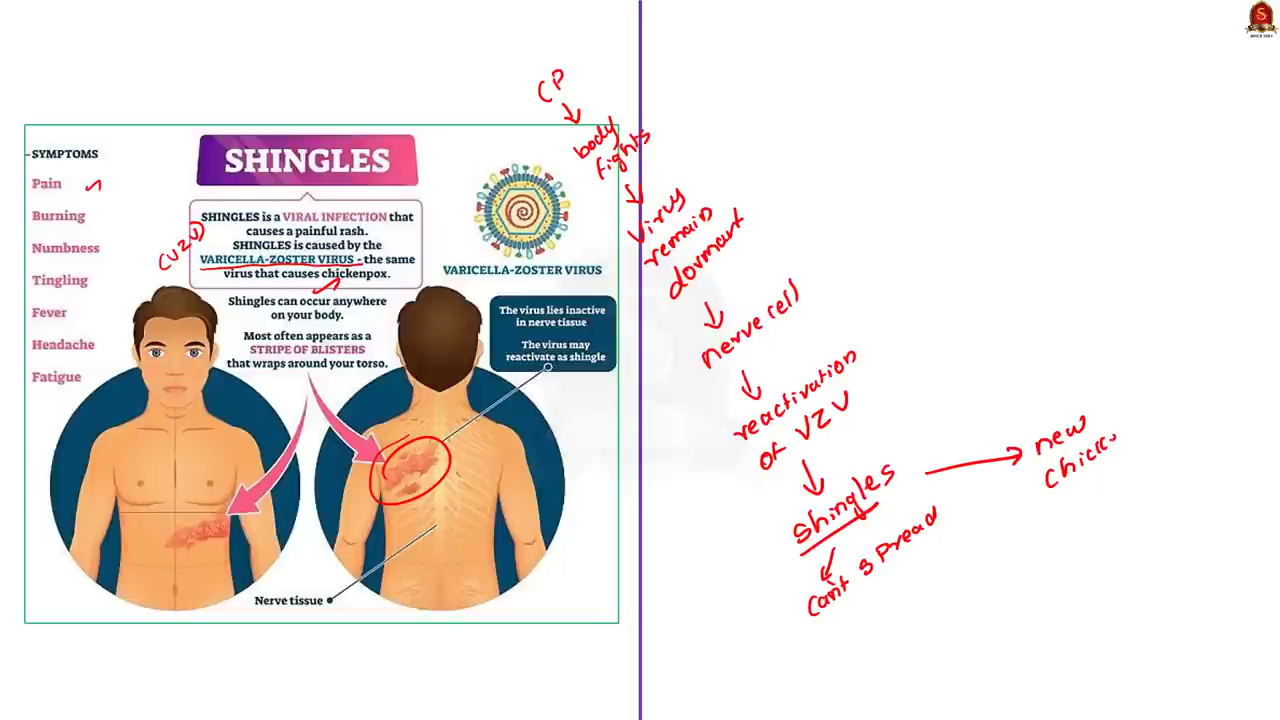 SYMPTOMS
Pain
Burning
Numbness
Tingling
Fever
Headache
Fatigue
SHINGLES
SHINGLES is a VIRAL INFECTION that
causes a painful rash.
SHINGLES is caused by the
VARICELLA-ZOSTER VIRUS - the same
virus that causes chickenpox.
Shingles can occur anywhere
on your body.
Most often appears as a
STRIPE OF BLISTERS
that wraps around your torso.
VARICELLA-ZOSTER VIRUS
The virus lies inactive
in nerve tissue
The virus may
reactivate as shingle
Nerve tissue
CP
body
fights
virus
remain
dormant
nerve cell
reactivation
of VZV
shingles
can't spread
new
chick
S